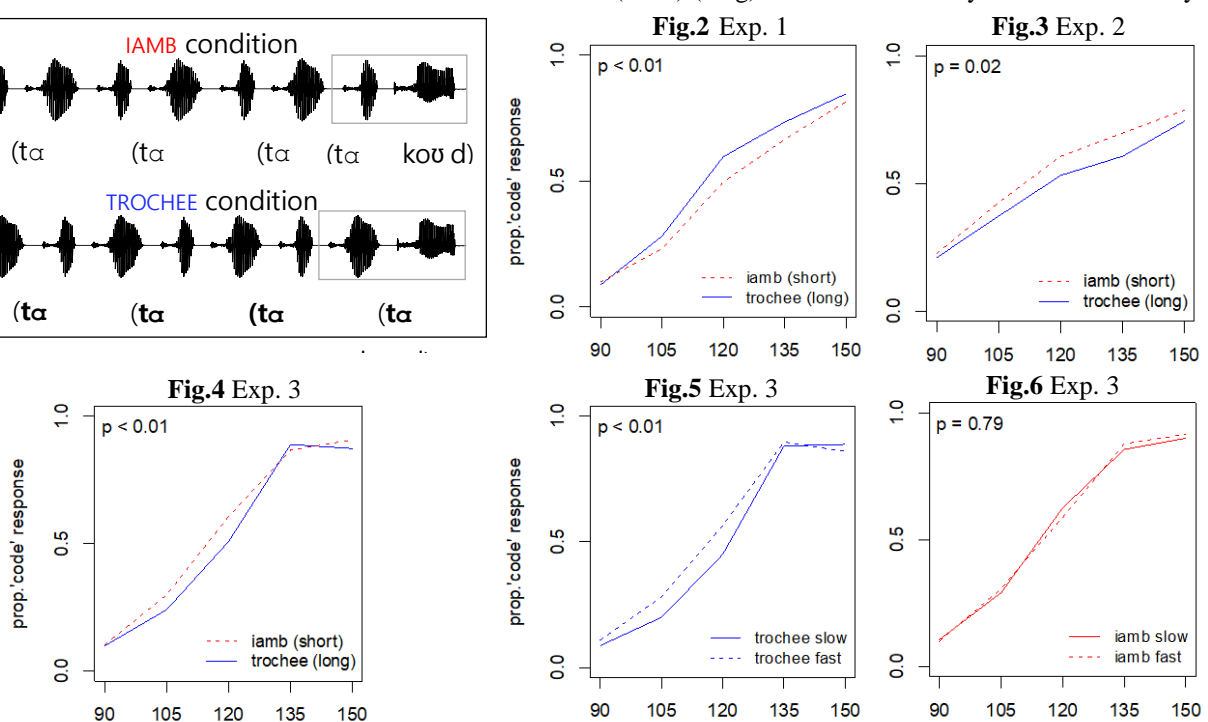 IAMB condition
(tɑ (tɑ (tɑ (tɑ koʊ d)
TROCHEE condition
(tɑ (tɑ (tɑ (tɑ
Fig.2 Exp. 1
p < 0.01
prop.'code' response
0.0 0.5 1.0
iamb (short)
trochee (long)
90 105 120 135 150
Fig.3 Exp. 2
p = 0.02
0.0 0.5 1.0
iamb (short)
trochee (long)
90 105 120 135 150
Fig.4 Exp. 3
p < 0.01
prop.'code' response
0.0 0.5 1.0
iamb (short)
trochee (long)
90 105 120 135 150
Fig.5 Exp. 3
p < 0.01
prop.'code' response
0.0 0.5 1.0
trochee slow
trochee fast
90 105 120 135 150
Fig.6 Exp. 3
p = 0.79
0.0 0.5 1.0
iamb slow
iamb fast
90 105 120 135 150